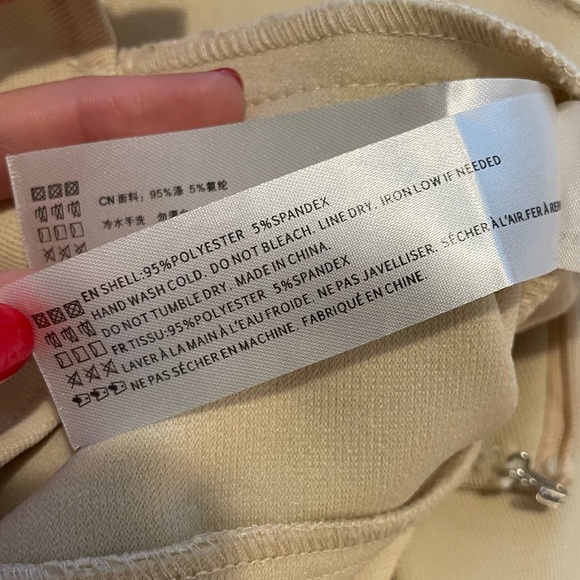 CN 面料：95%涤 5%氨纶
冷水手洗 勿漂
EN SHELL:95%POLYESTER 5%SPANDEX
HAND WASH COLD. DO NOT BLEACH. LINE DRY. IRON LOW IF NEEDED
DO NOT TUMBLE DRY. MADE IN CHINA.
FR TISSU:95%POLYESTER 5%SPANDEX
LAVER À LA MAIN À L'EAU FROIDE. NE PAS JAVELLISER. SÉCHER À L'AIR.FER À
NE PAS SÉCHER EN MACHINE. FABRIQUÉ EN CHINE.